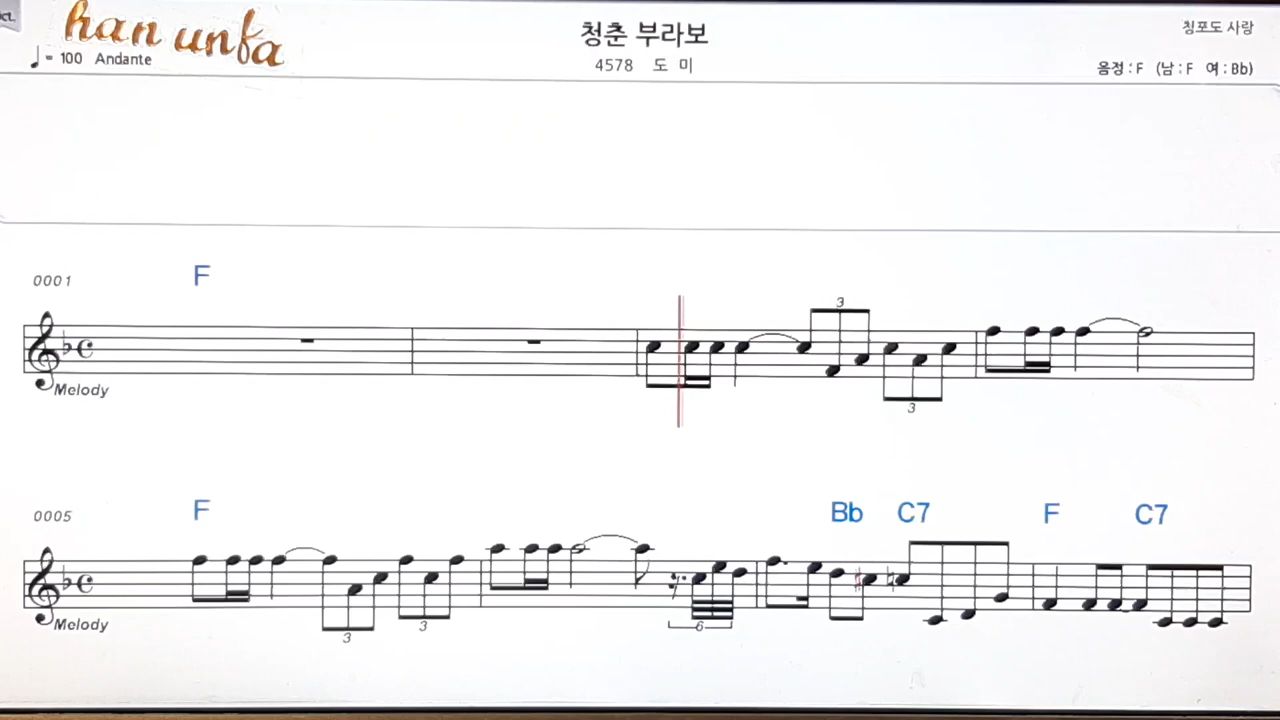 han unfa
♩= 100 Andante
청춘 부라보
4578 도 미
칭포도 사랑
음정 : F (남 : F 여 : Bb)
0001
F
3
3
Melody
0005
F
Bb
C7
F
C7
3
3
6
Melody